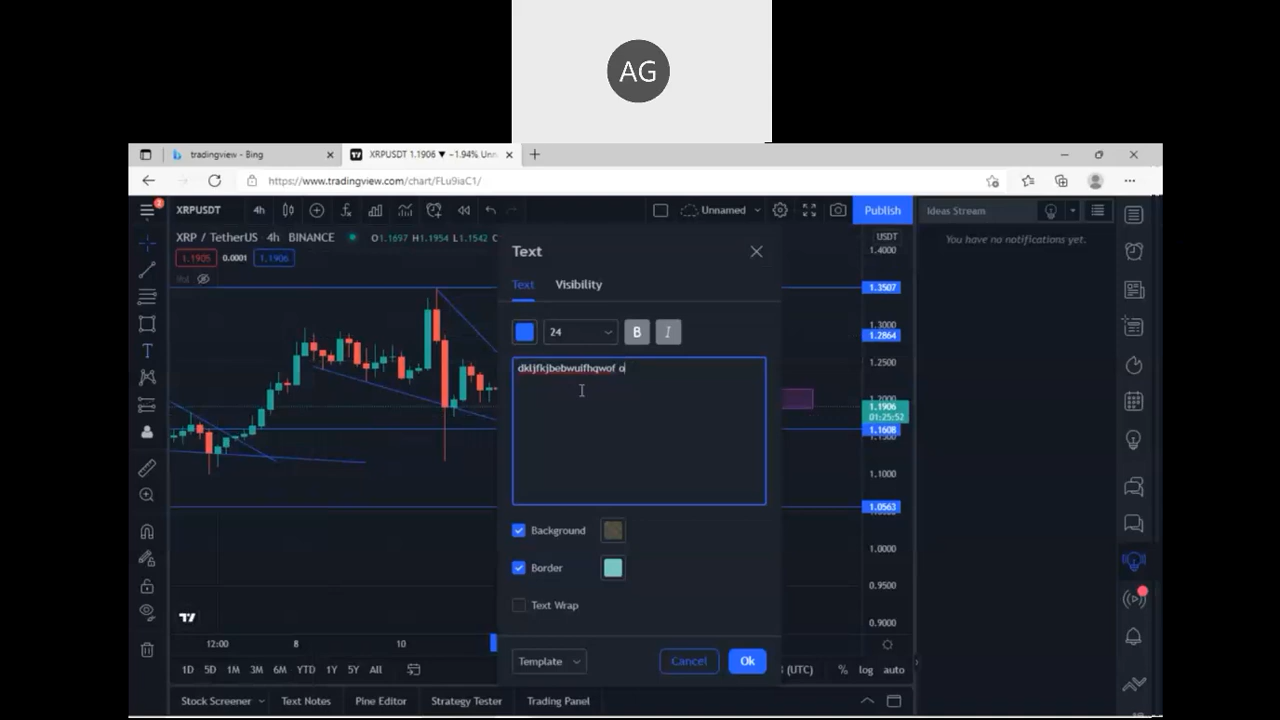 AG
tradingview - Bing
XRPUSDT 1.1906 ▼ −1.94% Unn
https://www.tradingview.com/chart/FLu9iaC1/
2
XRPUSDT 4h Unnamed Publish Ideas Stream
XRP / TetherUS 4h BINANCE O1.1697 H1.1954 L1.1542 C
1.1905 0.0001 1.1906
You have no notifications yet.
USDT
1.4000
1.3507
1.3000
1.2864
1.2500
1.1906
01:25:52
1.1608
1.1000
1.0563
1.0000
0.9500
0.9000
Text
Text Visibility
24 B I
dkljfkjbebwuifhqwof o
Background
Border
Text Wrap
Template Cancel Ok
12:00 8 10
1D 5D 1M 3M 6M YTD 1Y 5Y All (UTC) % log auto
Stock Screener Text Notes Pine Editor Strategy Tester Trading Panel